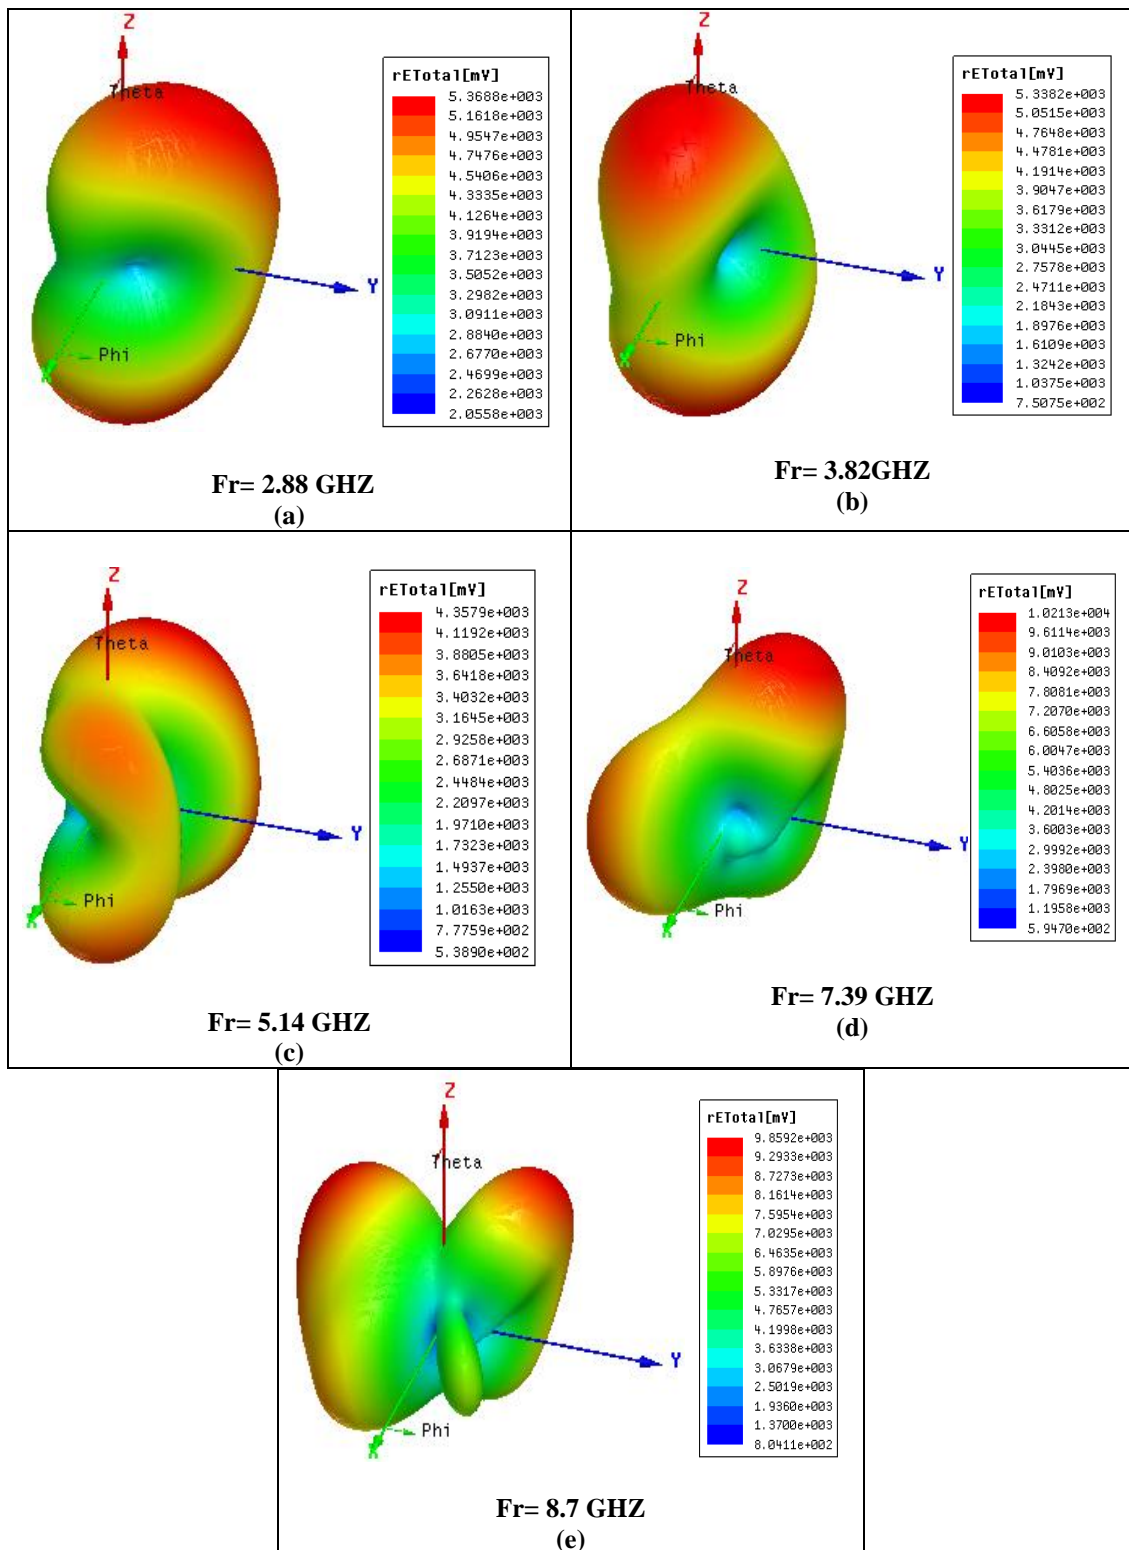 Z
Theta
Y
Phi
X
rETotal[mV]
5.3688e+003
5.1618e+003
4.9547e+003
4.7476e+003
4.5406e+003
4.3335e+003
4.1264e+003
3.9194e+003
3.7123e+003
3.5052e+003
3.2982e+003
3.0911e+003
2.8840e+003
2.6770e+003
2.4699e+003
2.2628e+003
2.0558e+003
Fr= 2.88 GHZ
(a)
Z
Theta
Y
Phi
X
rETotal[mV]
5.3382e+003
5.0515e+003
4.7648e+003
4.4781e+003
4.1914e+003
3.9047e+003
3.6179e+003
3.3312e+003
3.0445e+003
2.7578e+003
2.4711e+003
2.1843e+003
1.8976e+003
1.6109e+003
1.3242e+003
1.0375e+003
7.5075e+002
Fr= 3.82GHZ
(b)
Z
Theta
Y
Phi
X
rETotal[mV]
4.3579e+003
4.1192e+003
3.8805e+003
3.6418e+003
3.4032e+003
3.1645e+003
2.9258e+003
2.6871e+003
2.4484e+003
2.2097e+003
1.9710e+003
1.7323e+003
1.4937e+003
1.2550e+003
1.0163e+003
7.7759e+002
5.3890e+002
Fr= 5.14 GHZ
(c)
Z
Theta
Y
Phi
X
rETotal[mV]
1.0213e+004
9.6114e+003
9.0103e+003
8.4092e+003
7.8081e+003
7.2070e+003
6.6058e+003
6.0047e+003
5.4036e+003
4.8025e+003
4.2014e+003
3.6003e+003
2.9992e+003
2.3980e+003
1.7969e+003
1.1958e+003
5.9470e+002
Fr= 7.39 GHZ
(d)
Z
Theta
Y
Phi
X
rETotal[mV]
9.8592e+003
9.2933e+003
8.7273e+003
8.1614e+003
7.5954e+003
7.0295e+003
6.4635e+003
5.8976e+003
5.3317e+003
4.7657e+003
4.1998e+003
3.6338e+003
3.0679e+003
2.5019e+003
1.9360e+003
1.3700e+003
8.0411e+002
Fr= 8.7 GHZ
(e)